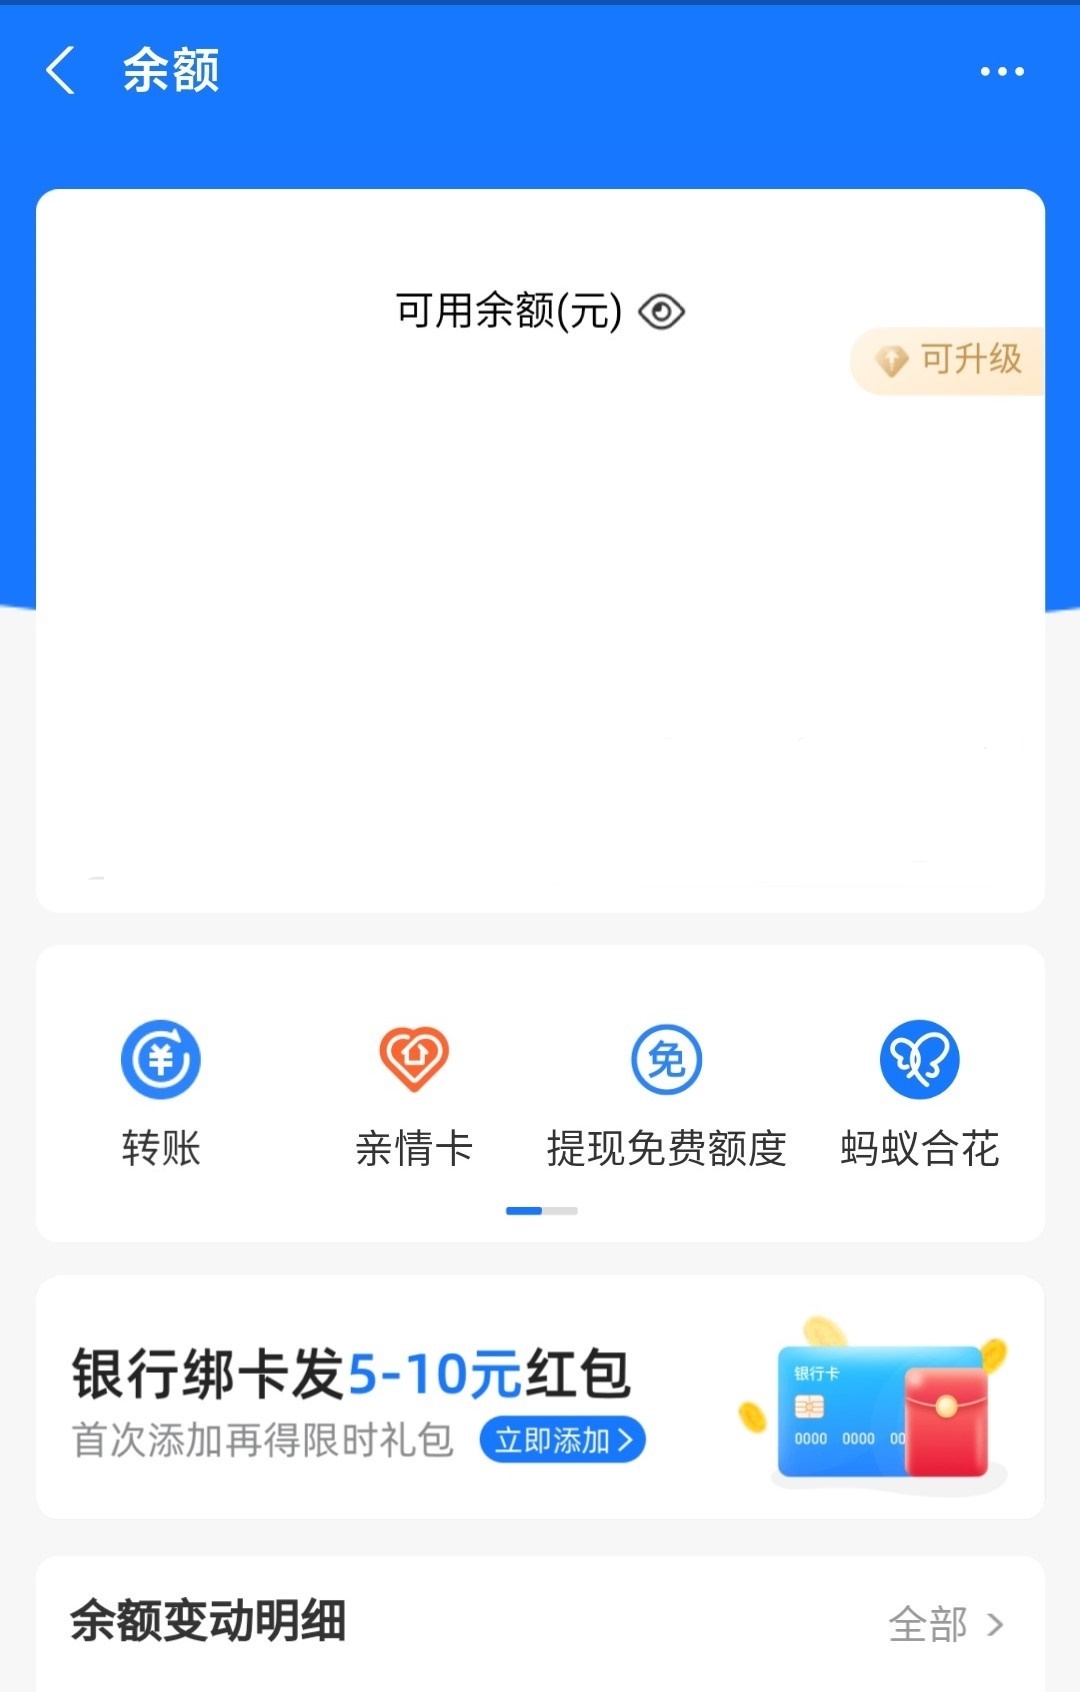 余额
可用余额(元)
可升级
免
转账
亲情卡
提现免费额度
蚂蚁合花
银行绑卡发5-10元红包
首次添加再得限时礼包
立即添加
银行卡
0000 0000 00
余额变动明细
全部